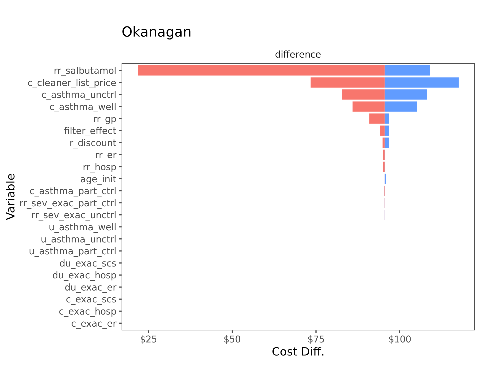 Okanagan
difference
rr_salbutamol
c_cleaner_list_price
c_asthma_unctrl
c_asthma_well
rr_gp
filter_effect
r_discount
rr_er
rr_hosp
age_init
c_asthma_part_ctrl
rr_sev_exac_part_ctrl
rr_sev_exac_unctrl
u_asthma_well
u_asthma_unctrl
u_asthma_part_ctrl
du_exac_scs
du_exac_hosp
du_exac_er
c_exac_scs
c_exac_hosp
c_exac_er
Variable
$25 $50 $75 $100
Cost Diff.